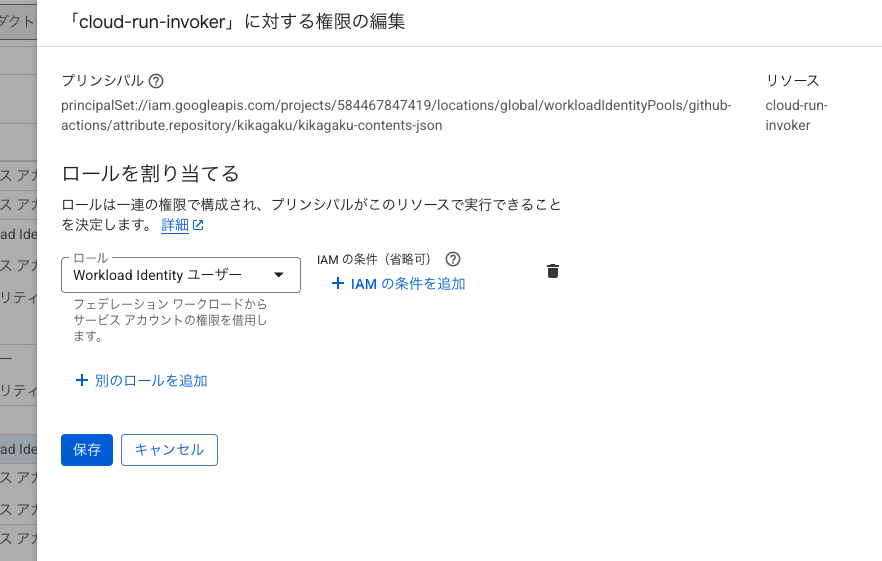 「cloud-run-invoker」に対する権限の編集
ダクト
プリンシパル
リソース
principalSet://iam.googleapis.com/projects/584467847419/locations/global/workloadIdentityPools/github-
actions/attribute.repository/kikagaku/kikagaku-contents-json
cloud-run-
invoker
ロールを割り当てる
ロールは一連の権限で構成され、プリンシパルがこのリソースで実行できること
を決定します。 詳細
ロール
Workload Identity ユーザー
IAM の条件（省略可）
IAM の条件を追加
フェデレーション ワークロードから
サービス アカウントの権限を借用し
ます。
別のロールを追加
保存
キャンセル
ス アカ
ス アカ
ad Ide
ス アカ
リティ
ー
リティ
ad Ide
ス アカ
ス アカ
ス アカ